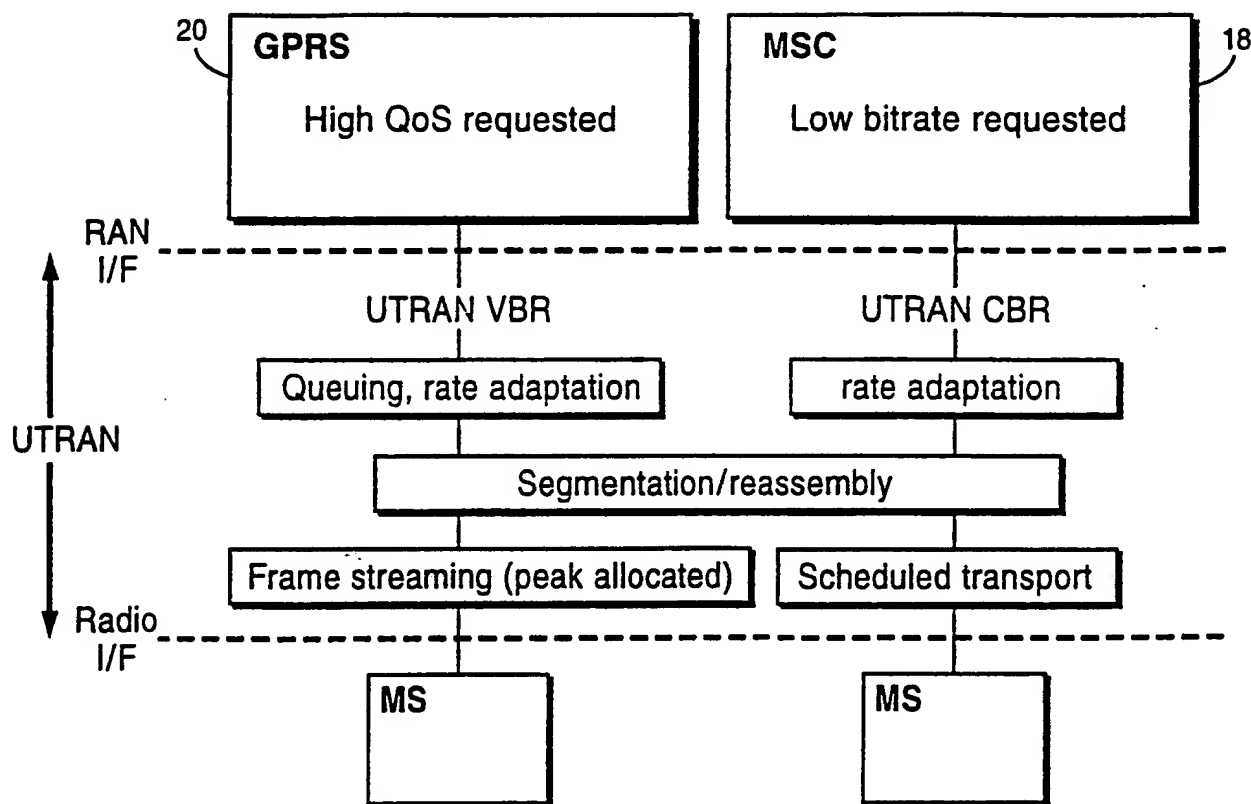 20
GPRS
High QoS requested
MSC
Low bitrate requested
18
RAN
I/F
UTRAN VBR
UTRAN CBR
Queuing, rate adaptation
rate adaptation
UTRAN
Segmentation/reassembly
Frame streaming (peak allocated)
Scheduled transport
Radio
I/F
MS
MS